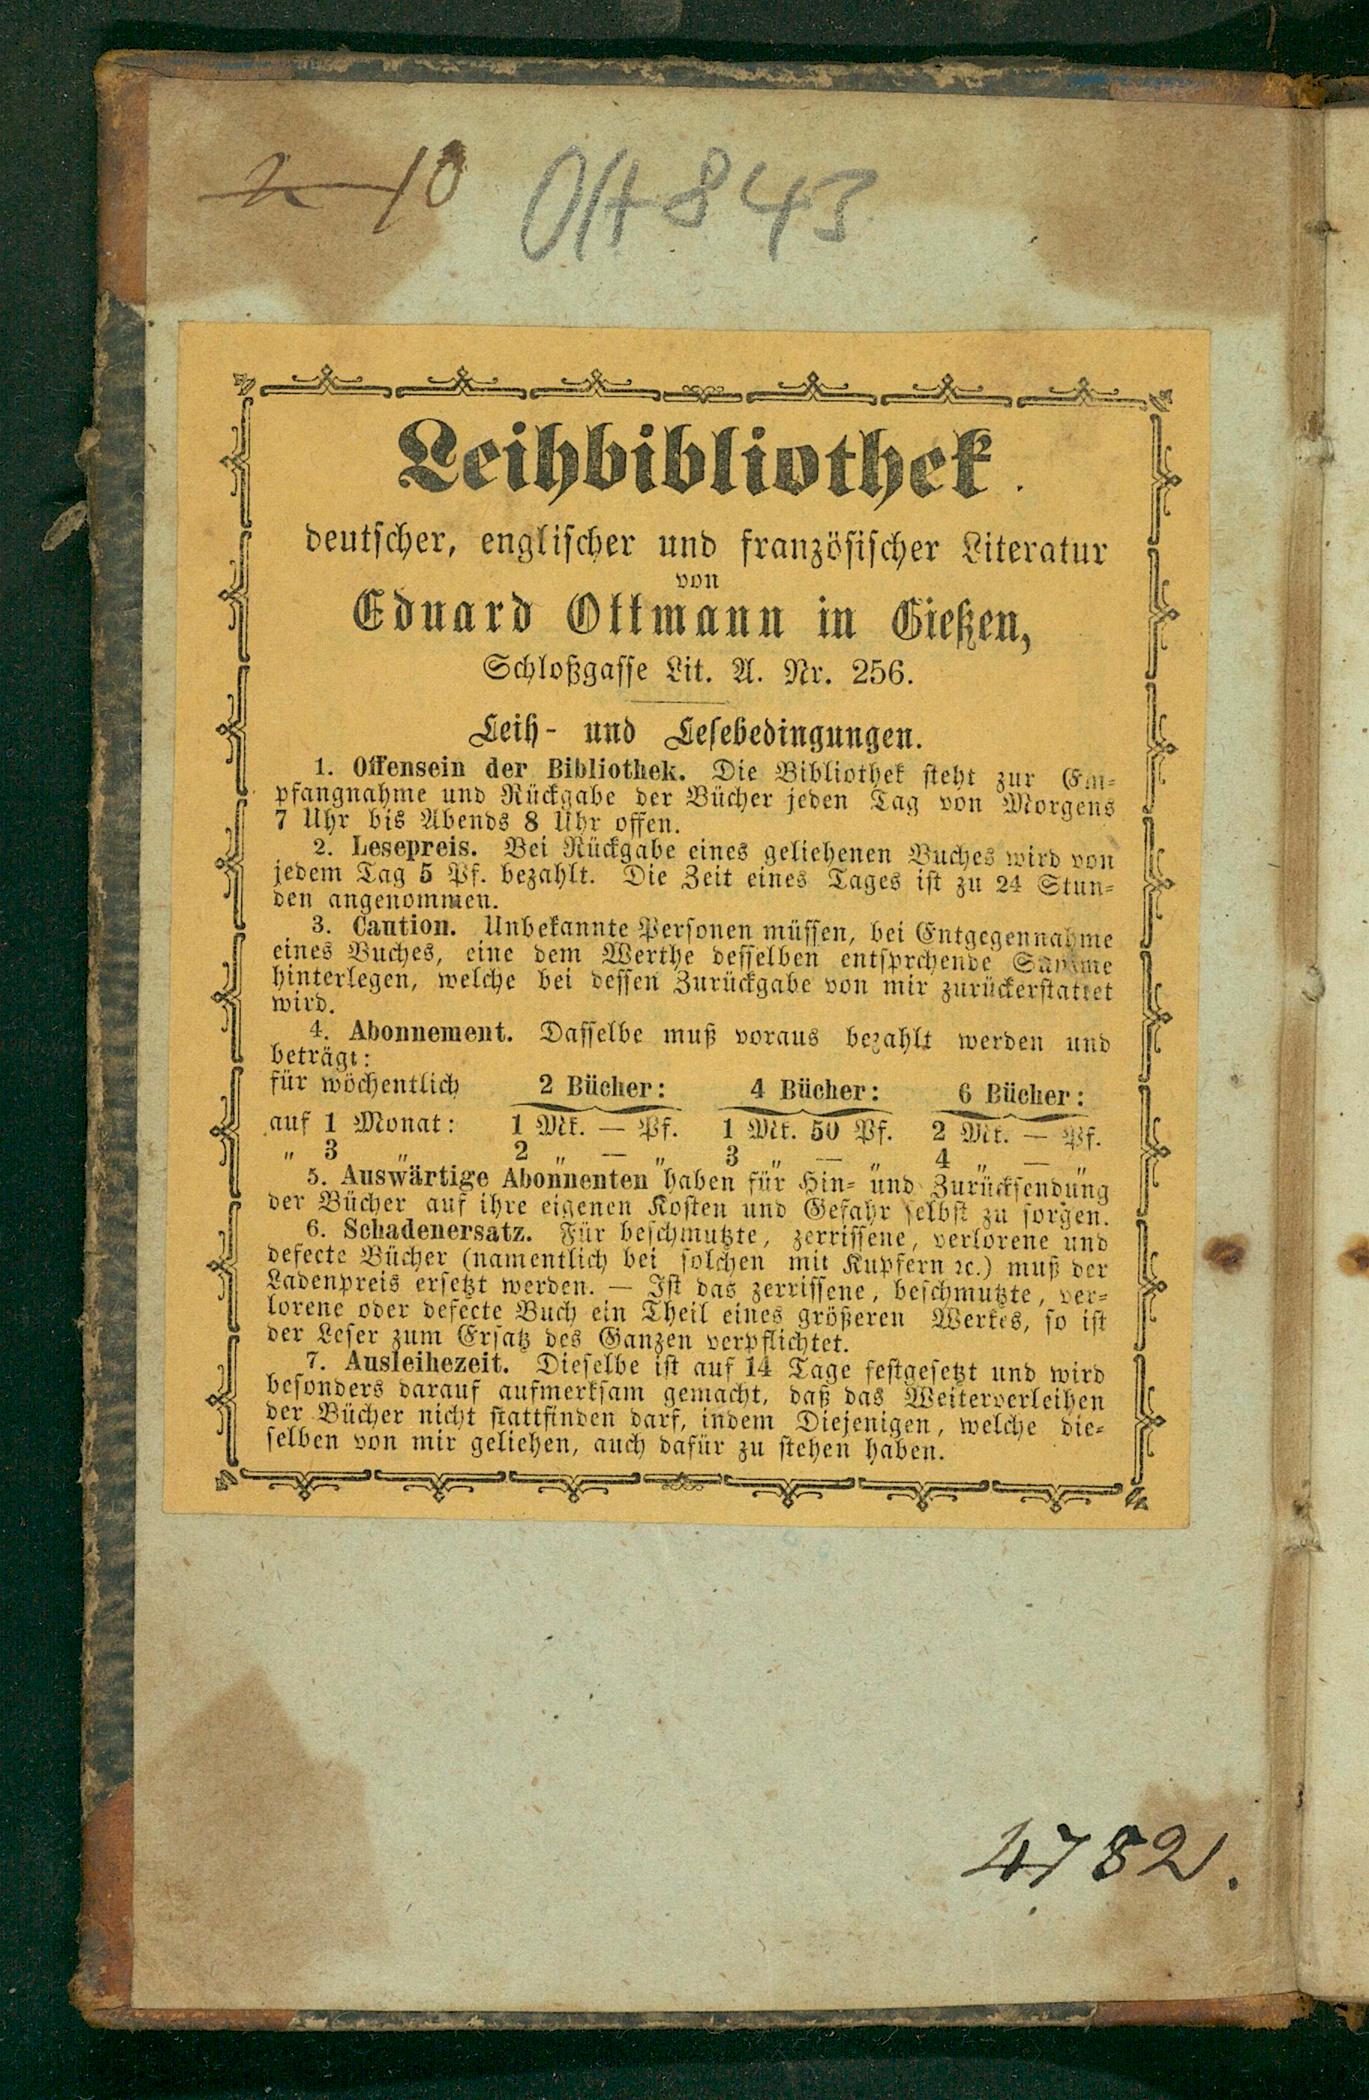 10 Ott 843
Leihbibliothek.
deutscher, englischer und französischer Literatur
von
Eduard Ottmann in Gießen,
Schloßgasse Lit. A. Nr. 256.
Leih- und Lesebedingungen.
1. Offensein der Bibliothek. Die Bibliothek steht zur Em-
pfangnahme und Rückgabe der Bücher jeden Tag von Morgens
7 Uhr bis Abends 8 Uhr offen.
2. Lesepreis. Bei Rückgabe eines geliehenen Buches wird von
jedem Tag 5 Pf. bezahlt. Die Zeit eines Tages ist zu 24 Stun-
den angenommen.
3. Caution. Unbekannte Personen müssen, bei Entgegennahme
eines Buches, eine dem Werthe desselben entsprchende Summe
hinterlegen, welche bei dessen Zurückgabe von mir zurückerstattet
wird.
4. Abonnement. Dasselbe muß voraus bezahlt werden und
beträgt:
für wöchentlich 2 Bücher: 4 Bücher: 6 Bücher:
auf 1 Monat: 1 Mk. — Pf. 1 Mk. 50 Pf. 2 Mk. — Pf.
„ 3 „ 2 „ — „ 3 „ — „ 4 „ — „
5. Auswärtige Abonnenten haben für Hin- und Zurücksendung
der Bücher auf ihre eigenen Kosten und Gefahr selbst zu sorgen.
6. Schadenersatz. Für beschmutzte, zerrissene, verlorene und
defecte Bücher (namentlich bei solchen mit Kupfern ꝛc.) muß der
Ladenpreis ersetzt werden. — Ist das zerrissene, beschmutzte, ver-
lorene oder defecte Buch ein Theil eines größeren Werkes, so ist
der Leser zum Ersatz des Ganzen verpflichtet.
7. Ausleihezeit. Dieselbe ist auf 14 Tage festgesetzt und wird
besonders darauf aufmerksam gemacht, daß das Weiterverleihen
der Bücher nicht stattfinden darf, indem Diejenigen, welche die-
selben von mir geliehen, auch dafür zu stehen haben.
4782.